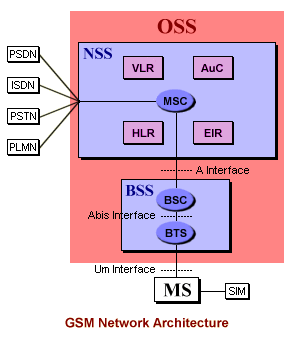 OSS
NSS
PSDN
ISDN
PSTN
PLMN
VLR
AuC
MSC
HLR
EIR
A Interface
BSS
BSC
Abis Interface
BTS
Um Interface
MS
SIM
GSM Network Architecture